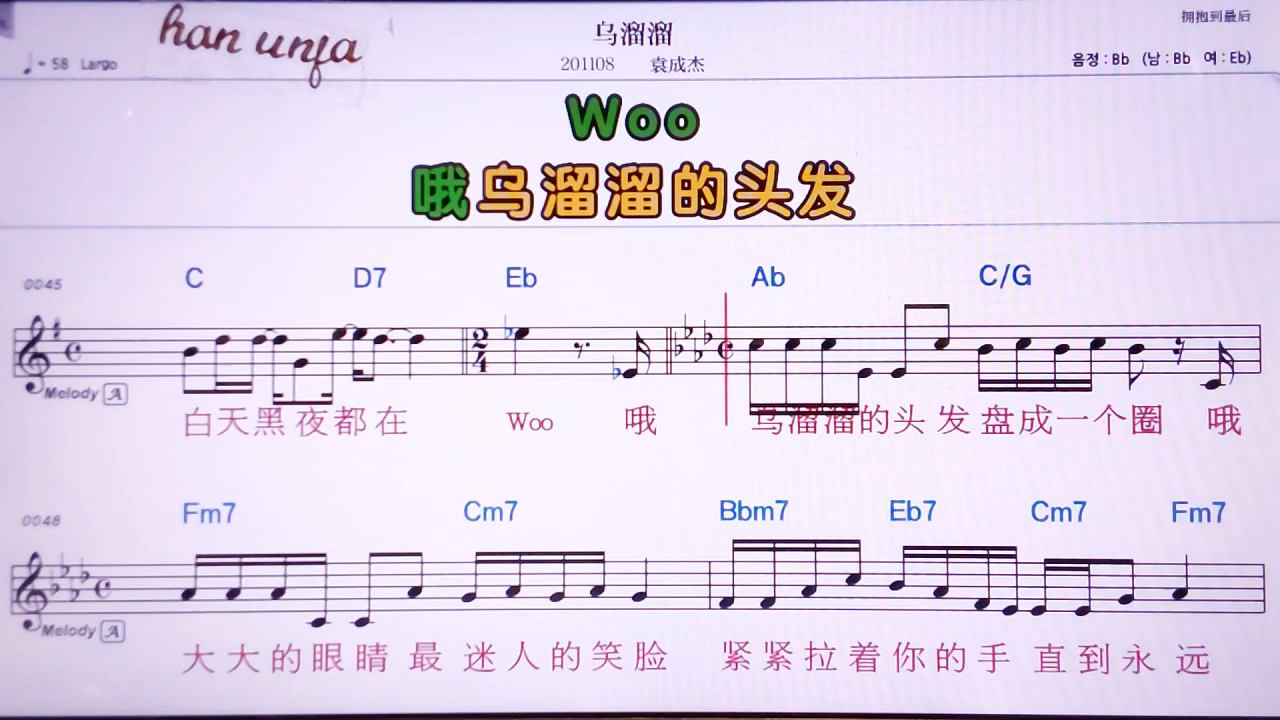 han unja
乌溜溜
拥抱到最后
♩= 58 Largo
201108 袁成杰
음정 : Bb (남 : Bb 여 : Eb)
Woo
哦乌溜溜的头发
0045 C D7 Eb Ab C/G
2/4
Melody A
白天黑夜都在 Woo 哦 乌溜溜的头发盘成一个圈 哦
0048 Fm7 Cm7 Bbm7 Eb7 Cm7 Fm7
Melody A
大大的眼睛最迷人的笑脸 紧紧拉着你的手直到永远